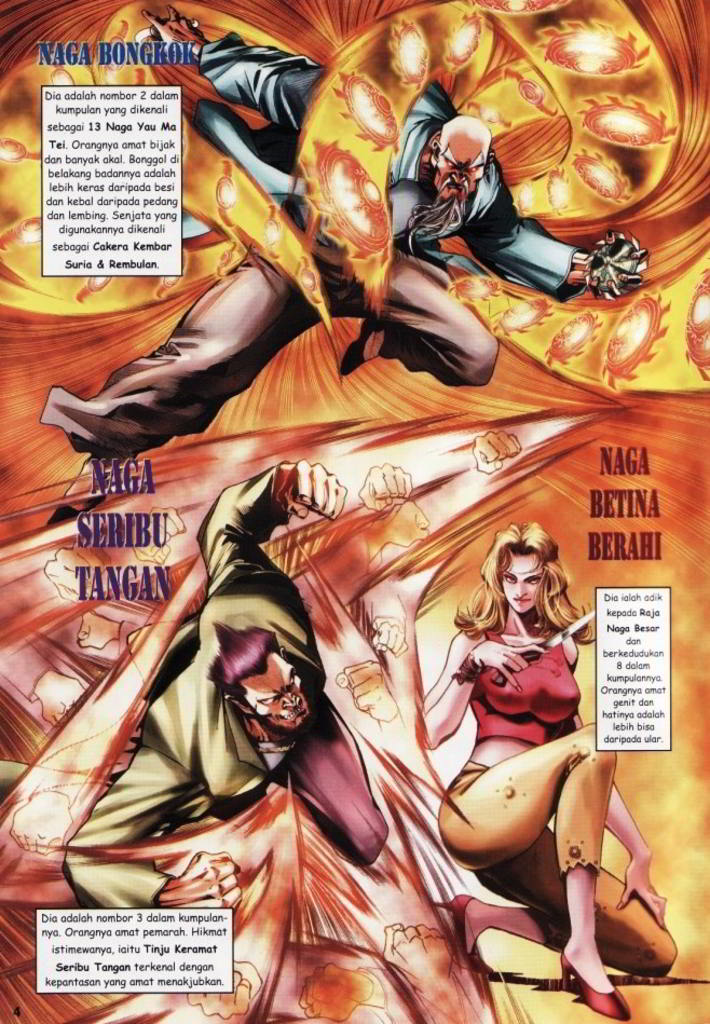 NAGA BONGKOK
Dia adalah nombor 2 dalam
kumpulan yang dikenali
sebagai 13 Naga Yau Ma
Tei. Orangnya amat bijak
dan banyak akal. Bonggol di
belakang badannya adalah
lebih keras daripada besi
dan kebal daripada pedang
dan lembing. Senjata yang
digunakannya dikenali
sebagai Cakera Kembar
Suria & Rembulan.
NAGA
SERIBU
TANGAN
Dia adalah nombor 3 dalam kumpulan-
nya. Orangnya amat pemarah. Hikmat
istimewanya, iaitu Tinju Keramat
Seribu Tangan terkenal dengan
kepantasan yang amat menakjubkan.
NAGA
BETINA
BERAHI
Dia ialah adik
kepada Raja
Naga Besar
dan
berkedudukan
8 dalam
kumpulannya.
Orangnya amat
genit dan
hatinya adalah
lebih bisa
daripada ular.
4